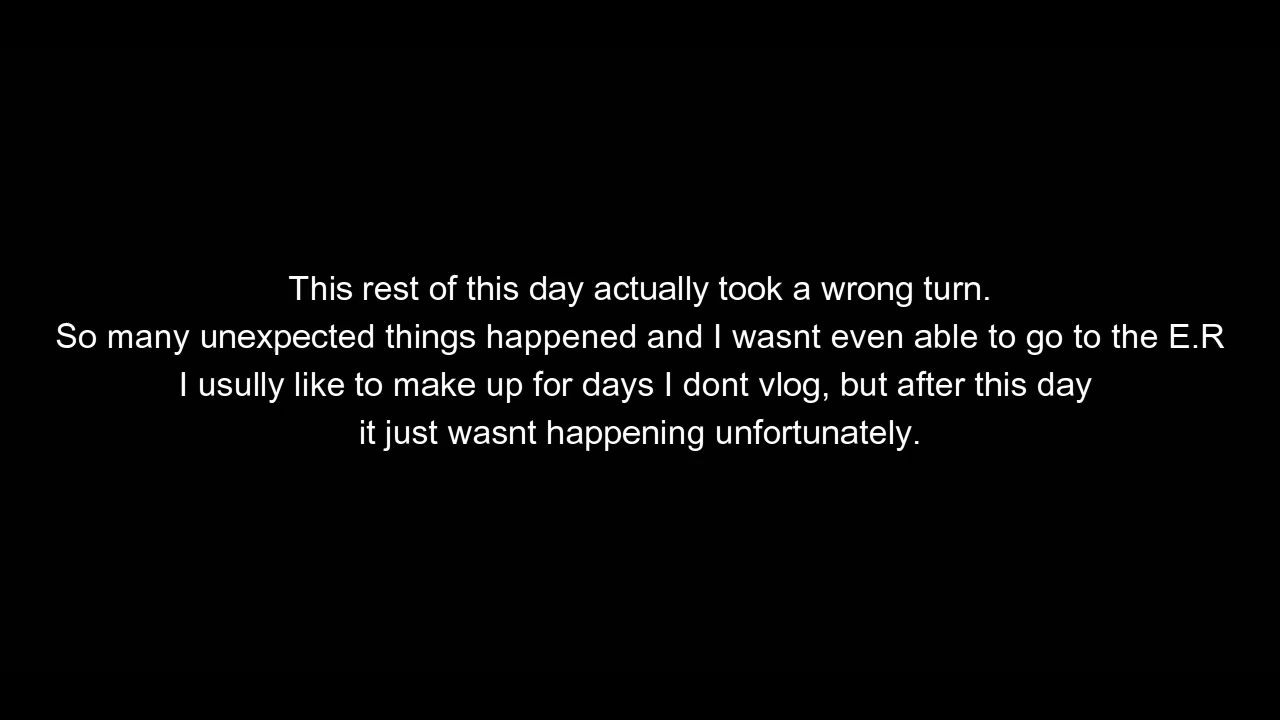 This rest of this day actually took a wrong turn.
So many unexpected things happened and I wasnt even able to go to the E.R
I usully like to make up for days I dont vlog, but after this day
it just wasnt happening unfortunately.